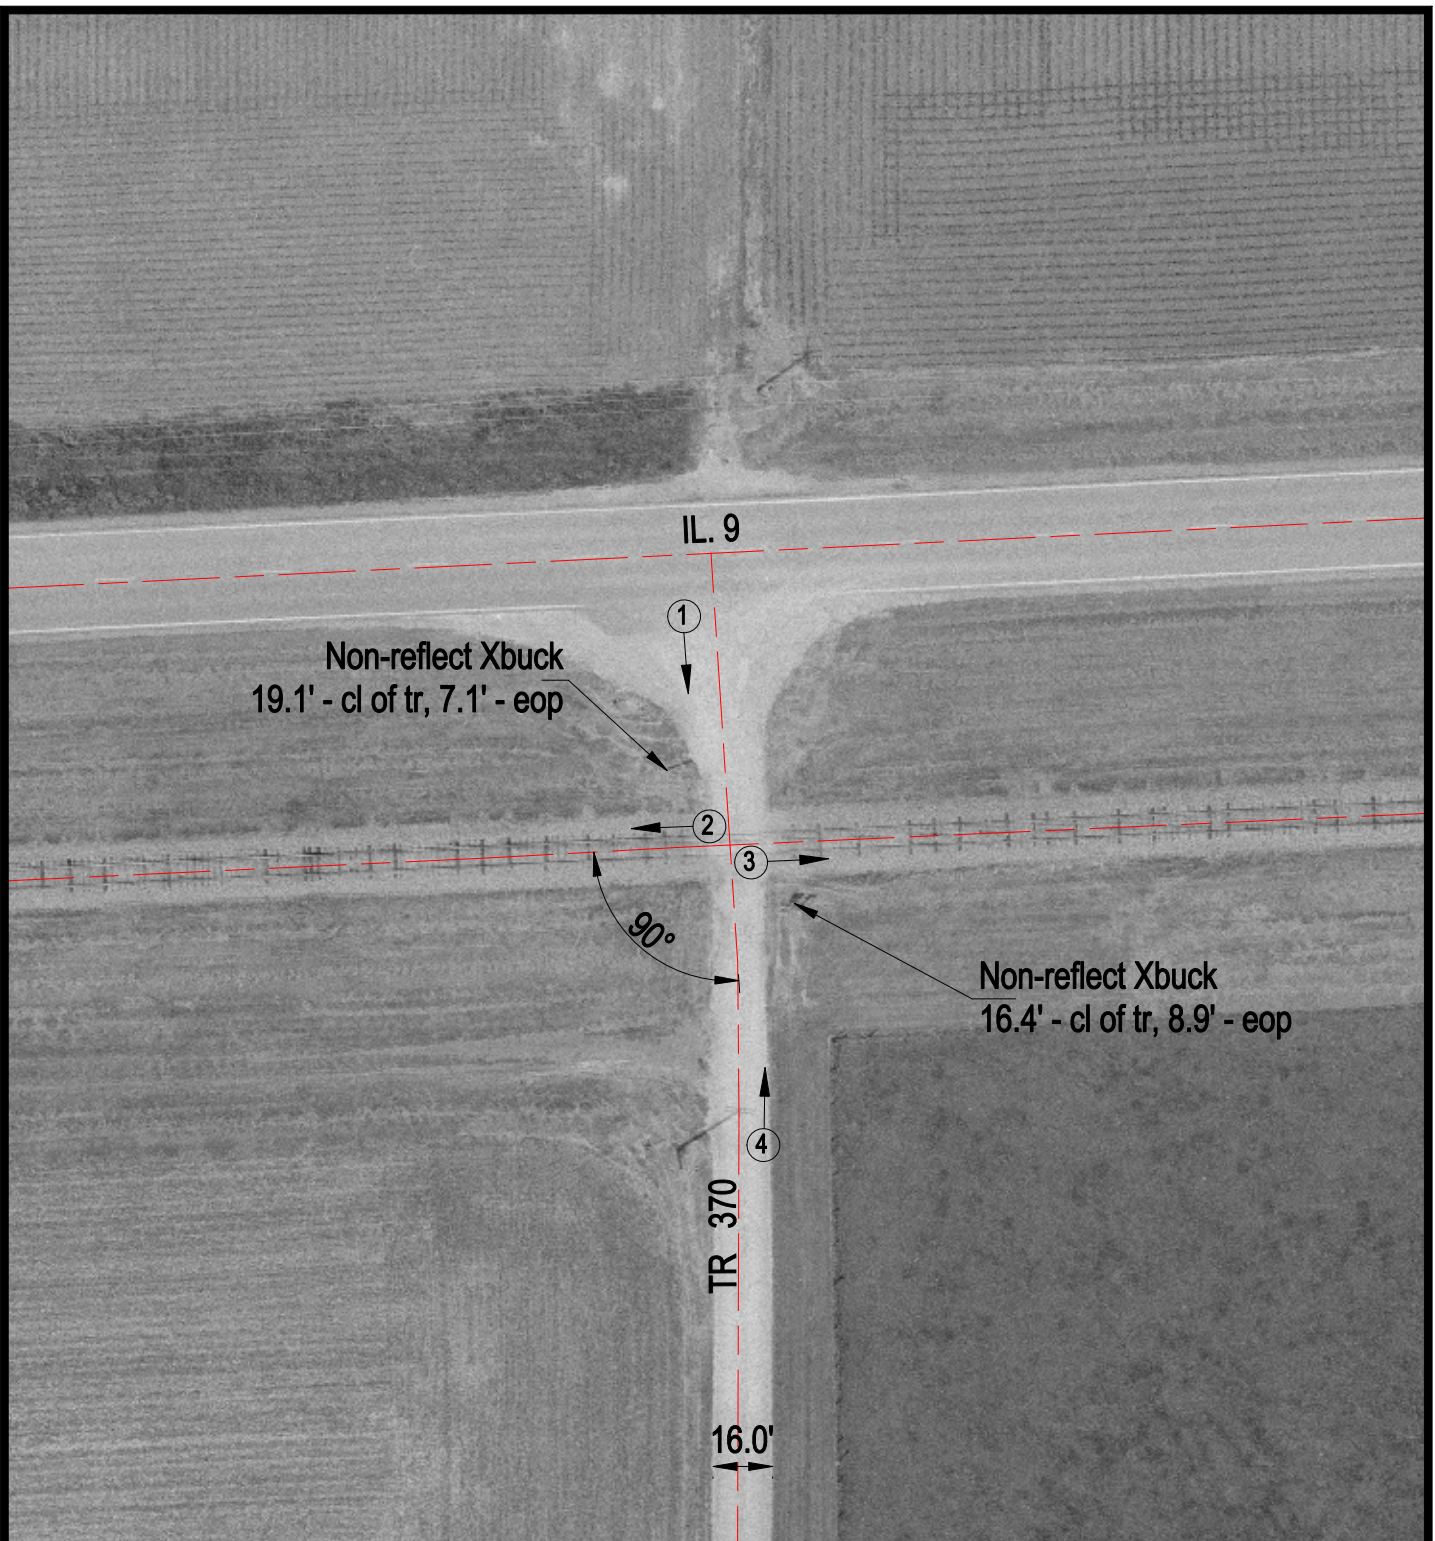 IL. 9
1
Non-reflect Xbuck
19.1' - cl of tr, 7.1' - eop
2
3
90°
Non-reflect Xbuck
16.4' - cl of tr, 8.9' - eop
4
TR 370
16.0'